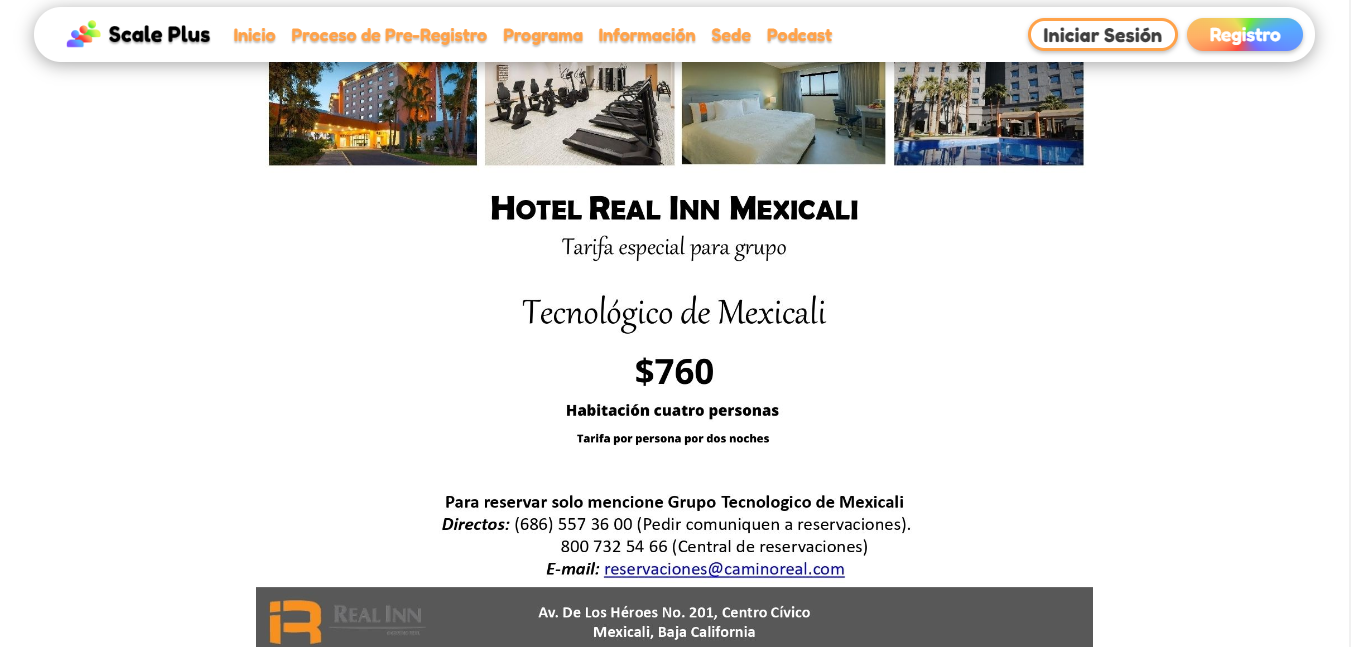 Scale Plus Inicio Proceso de Pre-Registro Programa Información Sede Podcast Iniciar Sesión Registro
HOTEL REAL INN MEXICALI
Tarifa especial para grupo
Tecnológico de Mexicali
$760
Habitación cuatro personas
Tarifa por persona por dos noches
Para reservar solo mencione Grupo Tecnologico de Mexicali
Directos: (686) 557 36 00 (Pedir comuniquen a reservaciones).
800 732 54 66 (Central de reservaciones)
E-mail: reservaciones@caminoreal.com
REAL INN
Av. De Los Héroes No. 201, Centro Cívico
Mexicali, Baja California